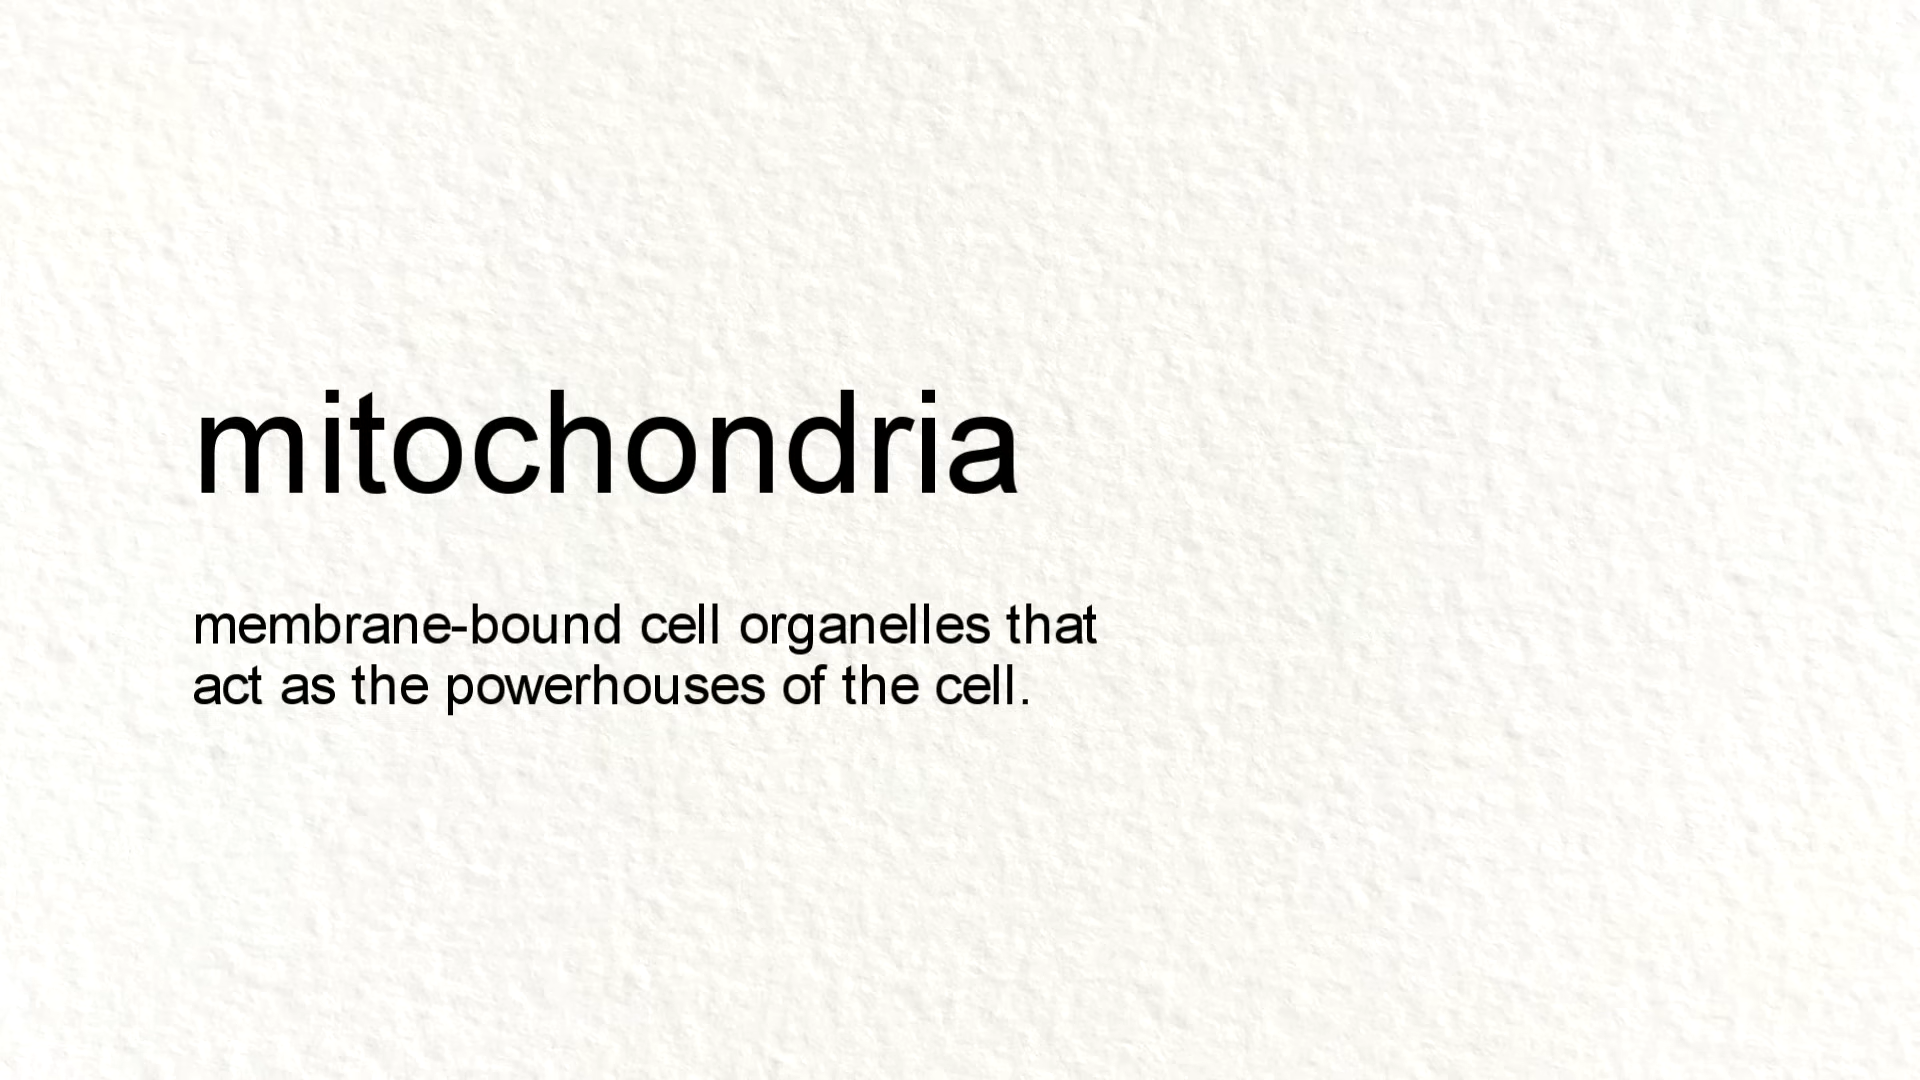 mitochondria
membrane-bound cell organelles that
act as the powerhouses of the cell.